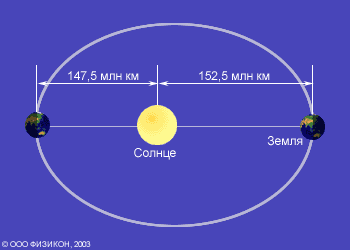 147,5 млн км
152,5 млн км
Солнце
Земля
© ООО ФИЗИКОН, 2003